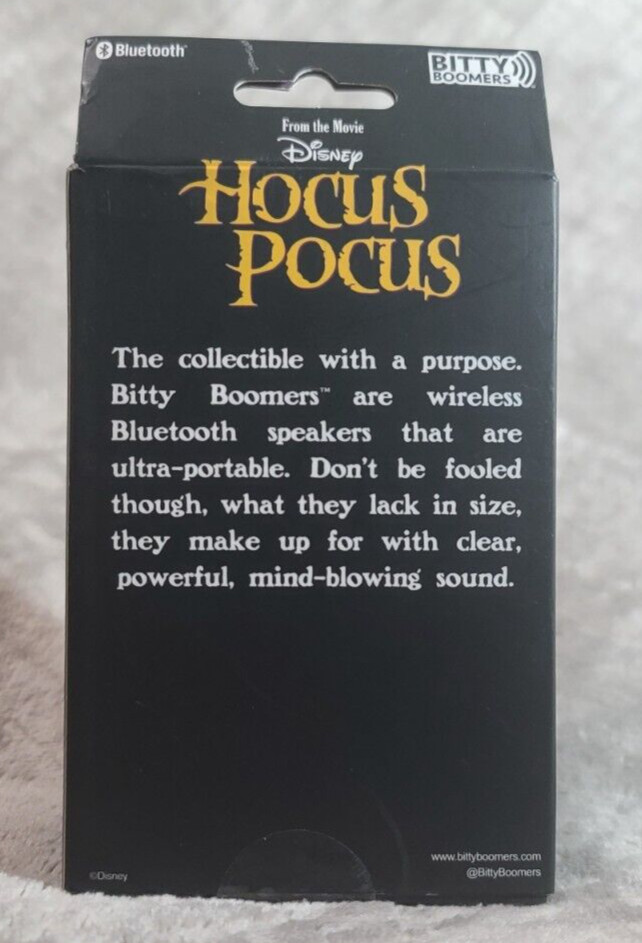 Bluetooth®
BITTY
BOOMERS™
From the Movie
Disney
HOCUS
POCUS
The collectible with a purpose.
Bitty Boomers™ are wireless
Bluetooth speakers that are
ultra-portable. Don't be fooled
though, what they lack in size,
they make up for with clear,
powerful, mind-blowing sound.
www.bittyboomers.com
@BittyBoomers
©Disney